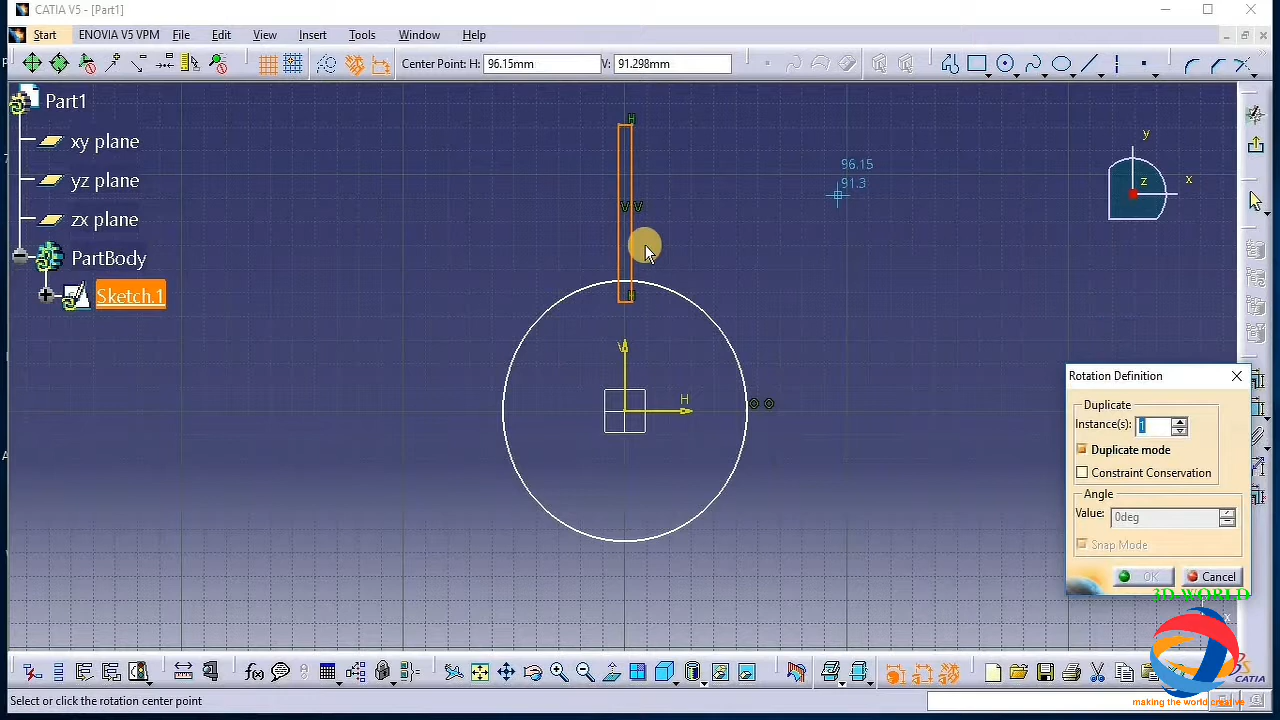 CATIA V5 - [Part1]
Start ENOVIA V5 VPM File Edit View Insert Tools Window Help
Center Point: H: 96.15mm V: 91.298mm
Part1
xy plane
yz plane
zx plane
PartBody
Sketch.1
H
V V
H
96.15
91.3
V
H
y
z
x
Rotation Definition
Duplicate
Instance(s): 1
Duplicate mode
Constraint Conservation
Angle
Value: 0deg
Snap Mode
OK Cancel
3D-WORLD
x
f(x)
CATIA
making the world creative
Select or click the rotation center point